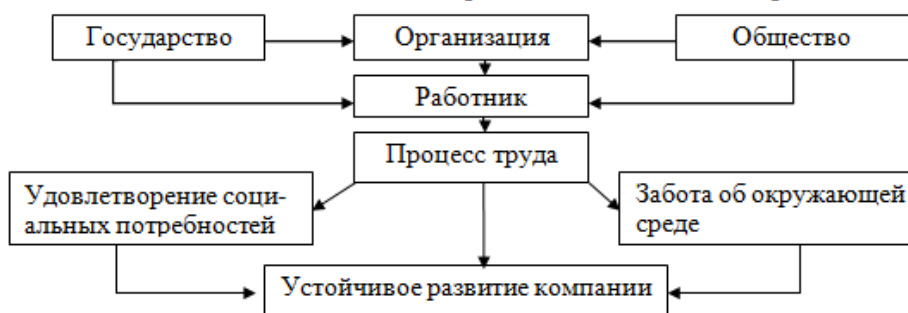 Государство
Организация
Общество
Работник
Процесс труда
Удовлетворение соци-
альных потребностей
Забота об окружающей
среде
Устойчивое развитие компании